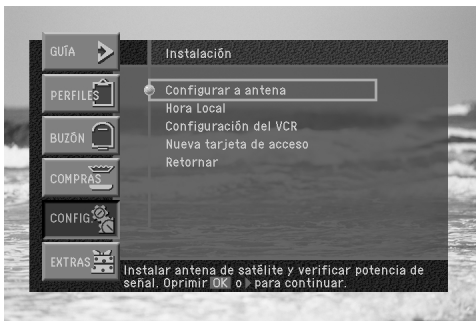 GUÍA
PERFILES
BUZÓN
COMPRAS
CONFIG.
EXTRAS
Instalación
Configurar a antena
Hora Local
Configuración del VCR
Nueva tarjeta de acceso
Retornar
Instalar antena de satélite y verificar potencia de
señal. Oprimir OK o para continuar.